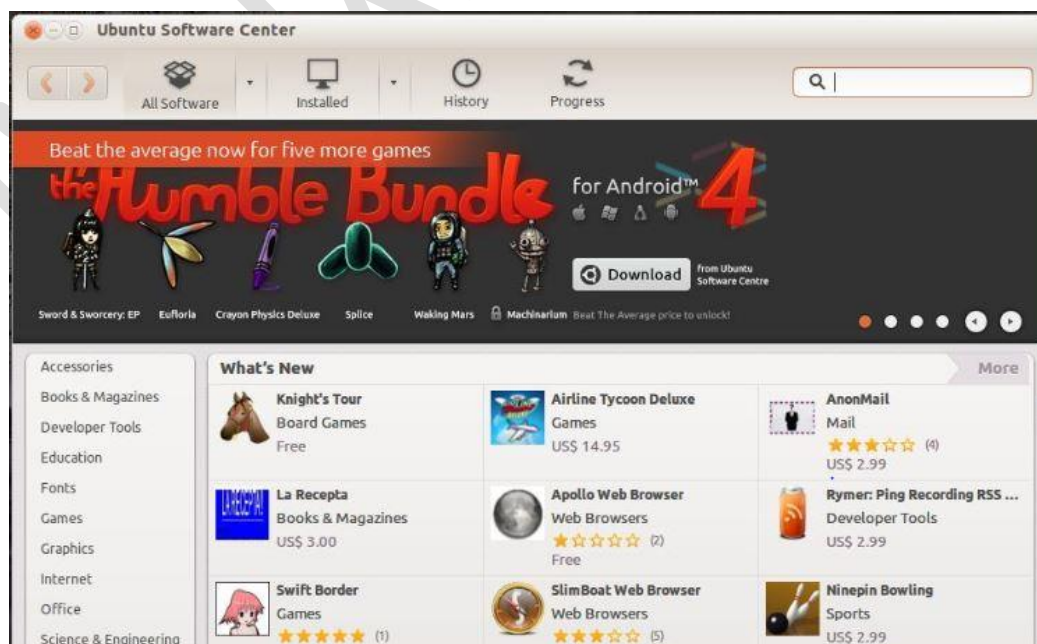 Ubuntu Software Center
All Software
Installed
History
Progress
Beat the average now for five more games
the Humble Bundle
for Android™ 4
Download
from Ubuntu
Software Centre
Sword & Sworcery: EP
Eufloria
Crayon Physics Deluxe
Splice
Waking Mars
Machinarium
Beat The Average price to unlock!
Accessories
Books & Magazines
Developer Tools
Education
Fonts
Games
Graphics
Internet
Office
Science & Engineering
What's New
More
Knight's Tour
Board Games
Free
Airline Tycoon Deluxe
Games
US$ 14.95
AnonMail
Mail
(4)
US$ 2.99
LA RECEPTA!
La Recepta
Books & Magazines
US$ 3.00
Apollo Web Browser
Web Browsers
(2)
Free
Rymer: Ping Recording RSS ...
Developer Tools
US$ 2.99
Swift Border
Games
(1)
SlimBoat Web Browser
Web Browsers
(5)
Ninepin Bowling
Sports
US$ 2.99